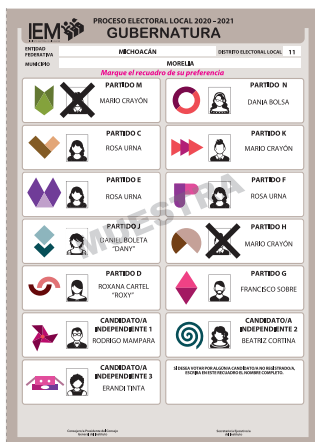 IEM
PROCESO ELECTORAL LOCAL 2020 – 2021
GUBERNATURA
ENTIDAD FEDERATIVA MICHOACÁN DISTRITO ELECTORAL LOCAL 11
MUNICIPIO MORELIA
Marque el recuadro de su preferencia
PARTIDO M
MARIO CRAYÓN
PARTIDO N
DANIA BOLSA
PARTIDO C
ROSA URNA
PARTIDO K
MARIO CRAYÓN
PARTIDO E
ROSA URNA
PARTIDO F
ROSA URNA
PARTIDO J
DANIEL BOLETA
"DANY"
PARTIDO H
MARIO CRAYÓN
PARTIDO D
ROXANA CARTEL
"ROXY"
PARTIDO G
FRANCISCO SOBRE
CANDIDATO/A
INDEPENDIENTE 1
RODRIGO MAMPARA
CANDIDATO/A
INDEPENDIENTE 2
BEATRIZ CORTINA
CANDIDATO/A
INDEPENDIENTE 3
ERANDI TINTA
SI DESEA VOTAR POR ALGÚN/A CANDIDATO/A NO REGISTRADO/A,
ESCRIBA EN ESTE RECUADRO EL NOMBRE COMPLETO.
MUESTRA